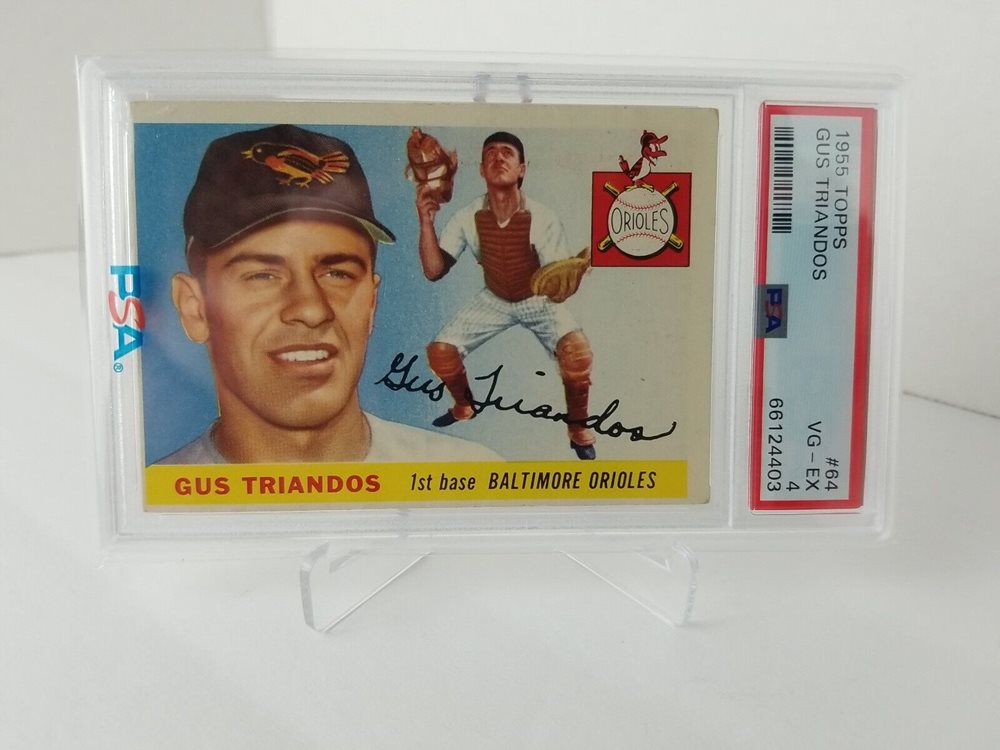 PSA®
ORIOLES
Gus Triandos
GUS TRIANDOS 1st base BALTIMORE ORIOLES
1955 TOPPS #64
GUS TRIANDOS VG-EX
4
PSA 66124403